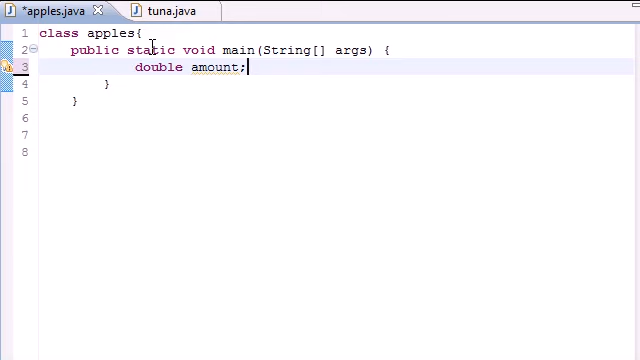 *apples.java
tuna.java
1 class apples{
2 public static void main(String[] args) {
3 double amount;
4 }
5 }
6
7
8